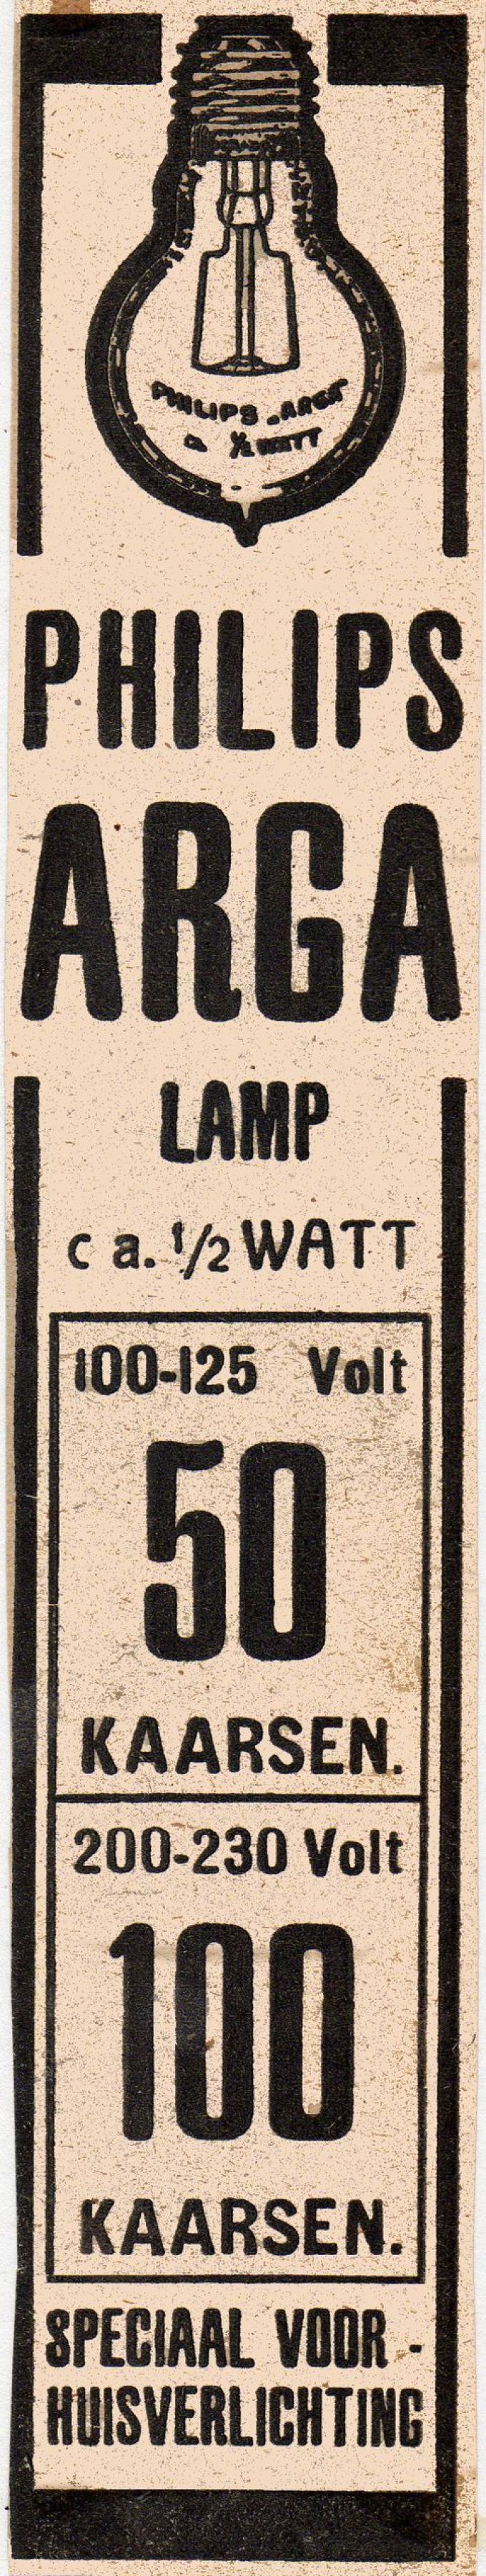 PHILIPS „ARGA"
ca ½ WATT
PHILIPS
ARGA
LAMP
ca. 1/2 WATT
100-125 Volt
50
KAARSEN.
200-230 Volt
100
KAARSEN.
SPECIAAL VOOR -
HUISVERLICHTING